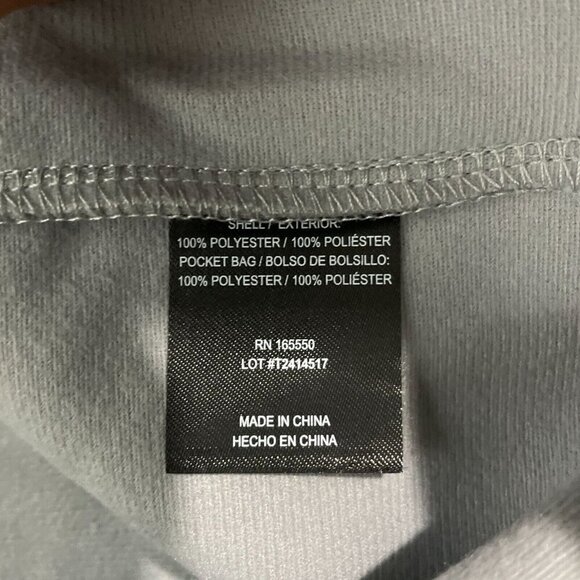 SHELL / EXTERIOR:
100% POLYESTER / 100% POLIÉSTER
POCKET BAG / BOLSO DE BOLSILLO:
100% POLYESTER / 100% POLIÉSTER
RN 165550
LOT #T2414517
MADE IN CHINA
HECHO EN CHINA